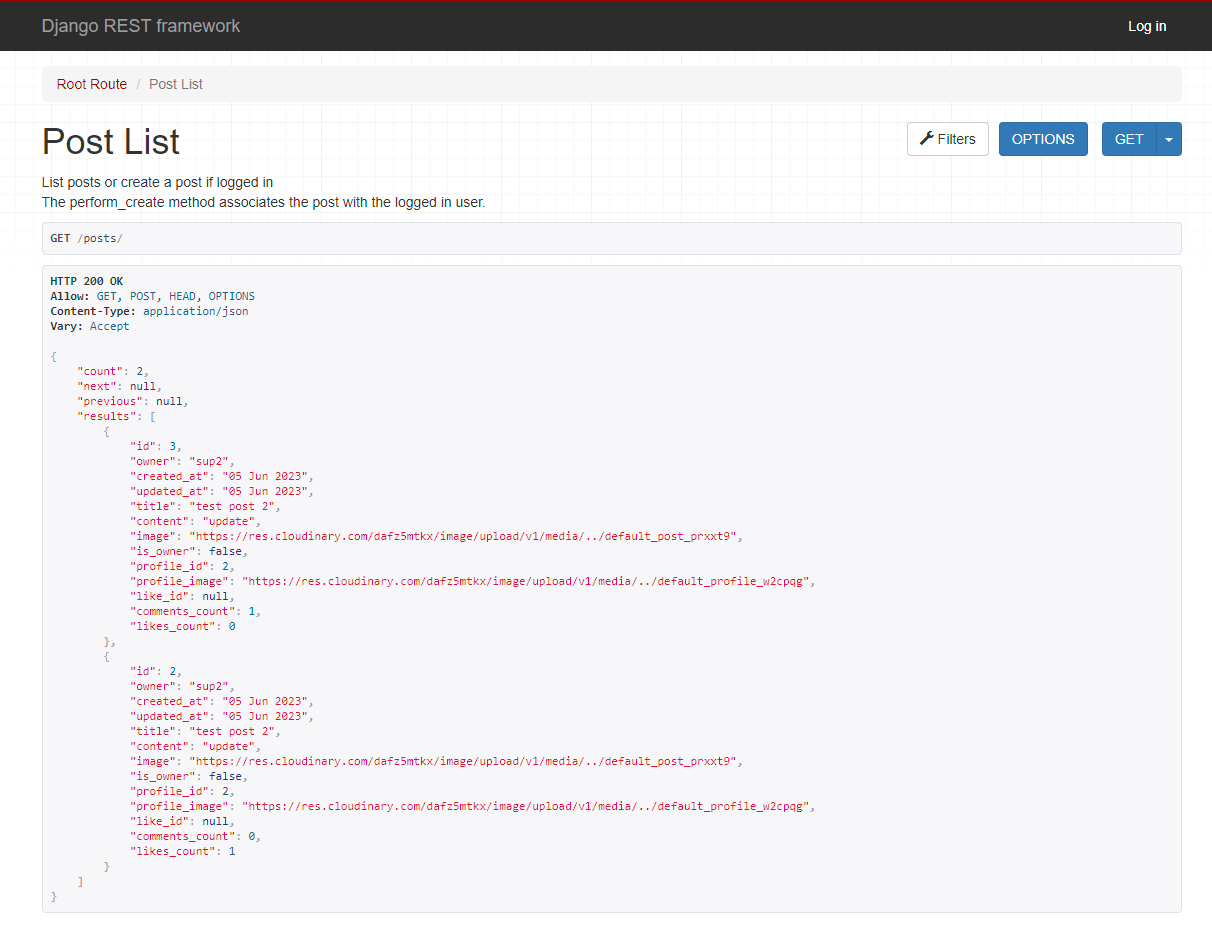 Django REST framework
Log in
Root Route / Post List
Post List
Filters
OPTIONS
GET
List posts or create a post if logged in
The perform_create method associates the post with the logged in user.
GET /posts/
HTTP 200 OK
Allow: GET, POST, HEAD, OPTIONS
Content-Type: application/json
Vary: Accept
{
    "count": 2,
    "next": null,
    "previous": null,
    "results": [
        {
            "id": 3,
            "owner": "sup2",
            "created_at": "05 Jun 2023",
            "updated_at": "05 Jun 2023",
            "title": "test post 2",
            "content": "update",
            "image": "https://res.cloudinary.com/dafz5mtkx/image/upload/v1/media/../default_post_prxxt9",
            "is_owner": false,
            "profile_id": 2,
            "profile_image": "https://res.cloudinary.com/dafz5mtkx/image/upload/v1/media/../default_profile_w2cpqg",
            "like_id": null,
            "comments_count": 1,
            "likes_count": 0
        },
        {
            "id": 2,
            "owner": "sup2",
            "created_at": "05 Jun 2023",
            "updated_at": "05 Jun 2023",
            "title": "test post 2",
            "content": "update",
            "image": "https://res.cloudinary.com/dafz5mtkx/image/upload/v1/media/../default_post_prxxt9",
            "is_owner": false,
            "profile_id": 2,
            "profile_image": "https://res.cloudinary.com/dafz5mtkx/image/upload/v1/media/../default_profile_w2cpqg",
            "like_id": null,
            "comments_count": 0,
            "likes_count": 1
        }
    ]
}